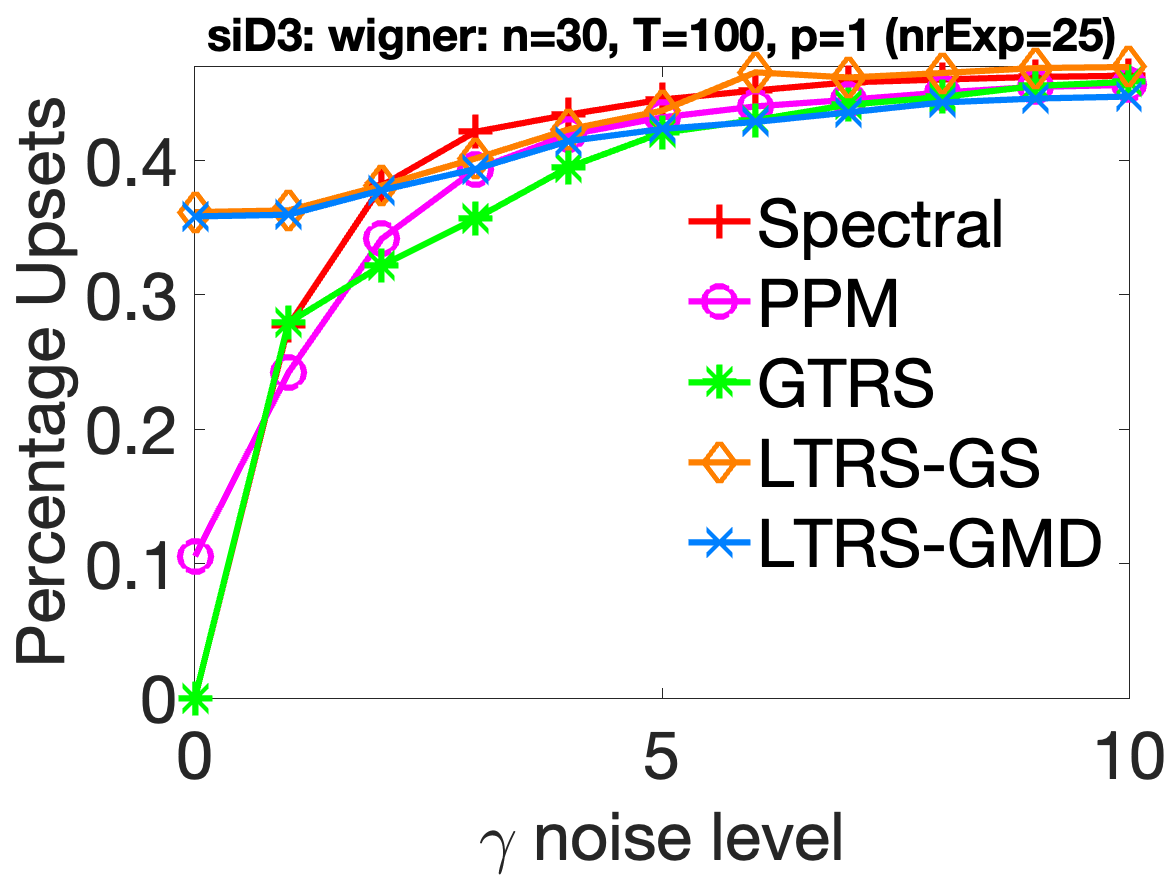 siD3: wigner: n=30, T=100, p=1 (nrExp=25)
Percentage Upsets
0.4
0.3
0.2
0.1
0
0
5
10
γ noise level
Spectral
PPM
GTRS
LTRS-GS
LTRS-GMD